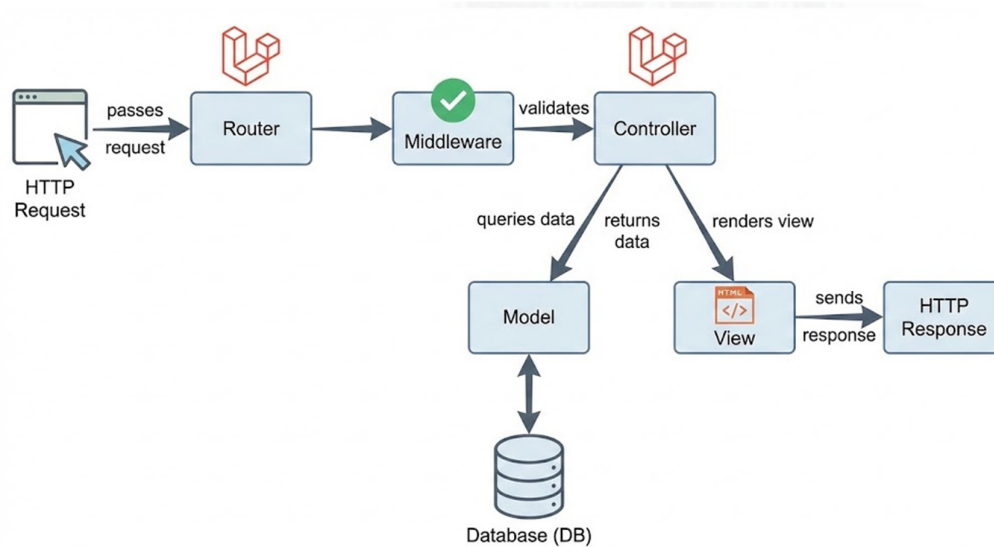 passes
request
HTTP
Request
Router
Middleware
validates
Controller
queries data
returns
data
renders view
Model
HTML
</>
View
sends
response
HTTP
Response
Database (DB)